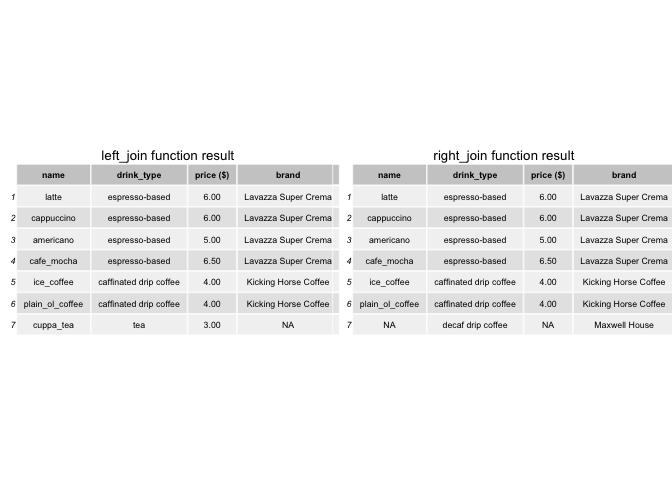 left_join function result
name drink_type price ($) brand
1 latte espresso-based 6.00 Lavazza Super Crema
2 cappuccino espresso-based 6.00 Lavazza Super Crema
3 americano espresso-based 5.00 Lavazza Super Crema
4 cafe_mocha espresso-based 6.50 Lavazza Super Crema
5 ice_coffee caffinated drip coffee 4.00 Kicking Horse Coffee
6 plain_ol_coffee caffinated drip coffee 4.00 Kicking Horse Coffee
7 cuppa_tea tea 3.00 NA
right_join function result
name drink_type price ($) brand
1 latte espresso-based 6.00 Lavazza Super Crema
2 cappuccino espresso-based 6.00 Lavazza Super Crema
3 americano espresso-based 5.00 Lavazza Super Crema
4 cafe_mocha espresso-based 6.50 Lavazza Super Crema
5 ice_coffee caffinated drip coffee 4.00 Kicking Horse Coffee
6 plain_ol_coffee caffinated drip coffee 4.00 Kicking Horse Coffee
7 NA decaf drip coffee NA Maxwell House